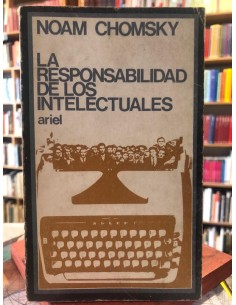 NOAM CHOMSKY
LA
RESPONSABILIDAD
DE LOS
INTELECTUALES
ariel